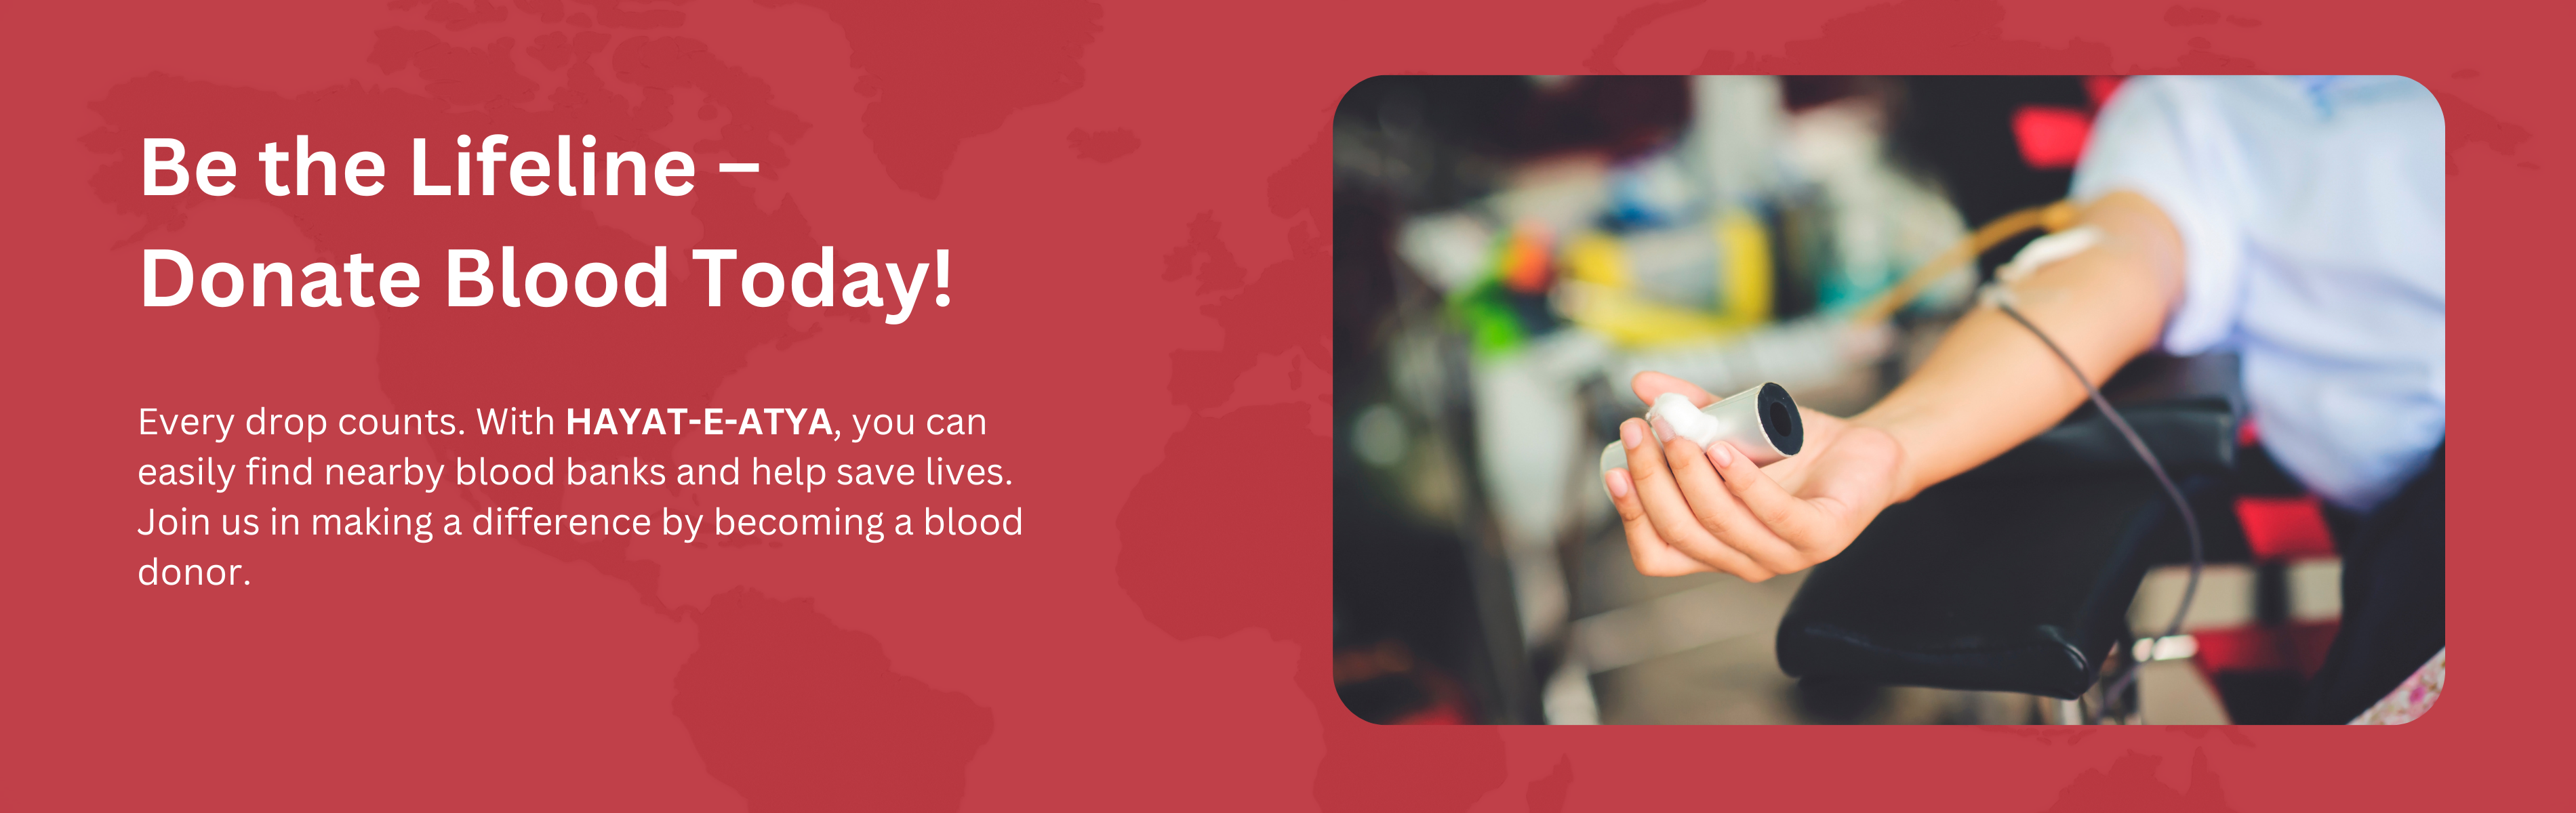 Be the Lifeline –
Donate Blood Today!
Every drop counts. With HAYAT-E-ATYA, you can
easily find nearby blood banks and help save lives.
Join us in making a difference by becoming a blood
donor.